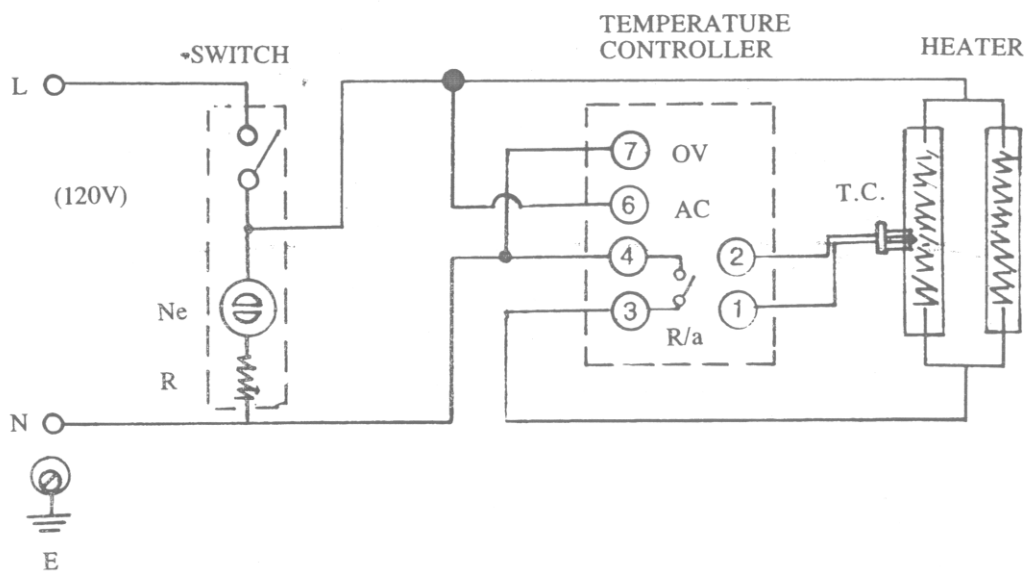 TEMPERATURE
CONTROLLER
SWITCH
HEATER
L
7 OV
(120V)
6 AC
T.C.
4
2
Ne
3
1
R/a
R
N
E